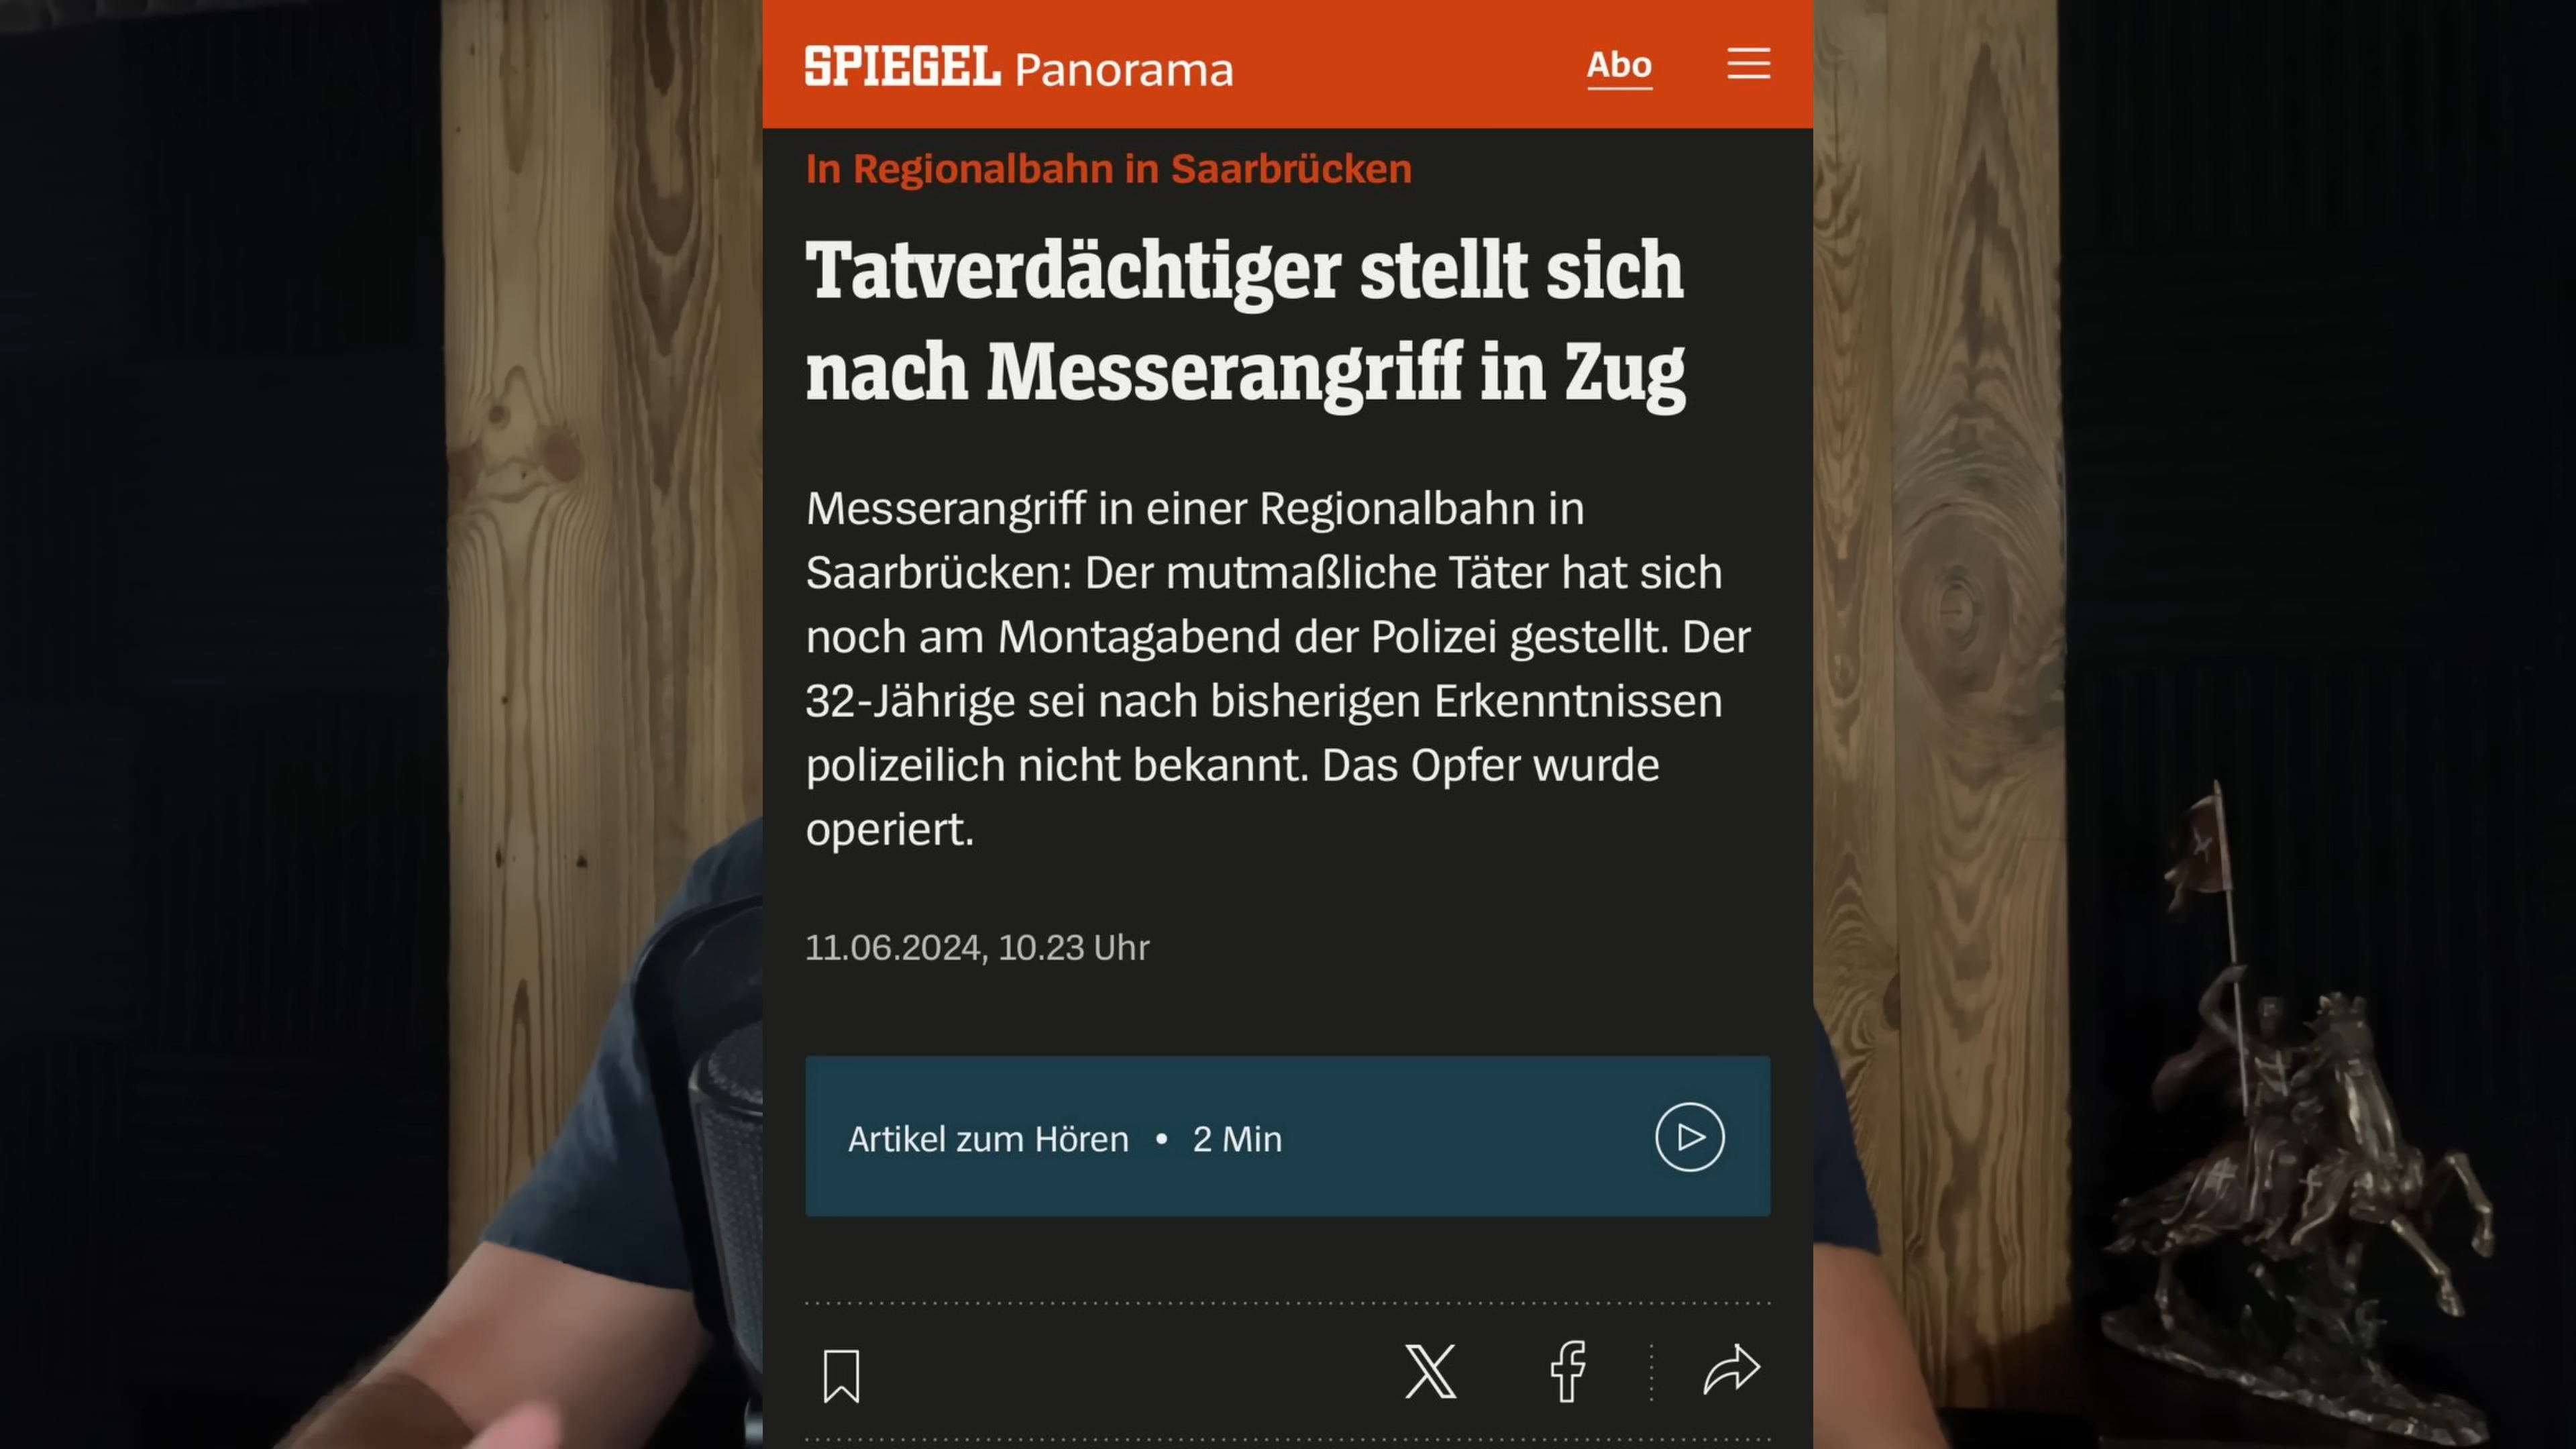 SPIEGEL Panorama
Abo
In Regionalbahn in Saarbrücken
Tatverdächtiger stellt sich
nach Messerangriff in Zug
Messerangriff in einer Regionalbahn in
Saarbrücken: Der mutmaßliche Täter hat sich
noch am Montagabend der Polizei gestellt. Der
32-Jährige sei nach bisherigen Erkenntnissen
polizeilich nicht bekannt. Das Opfer wurde
operiert.
11.06.2024, 10.23 Uhr
Artikel zum Hören • 2 Min